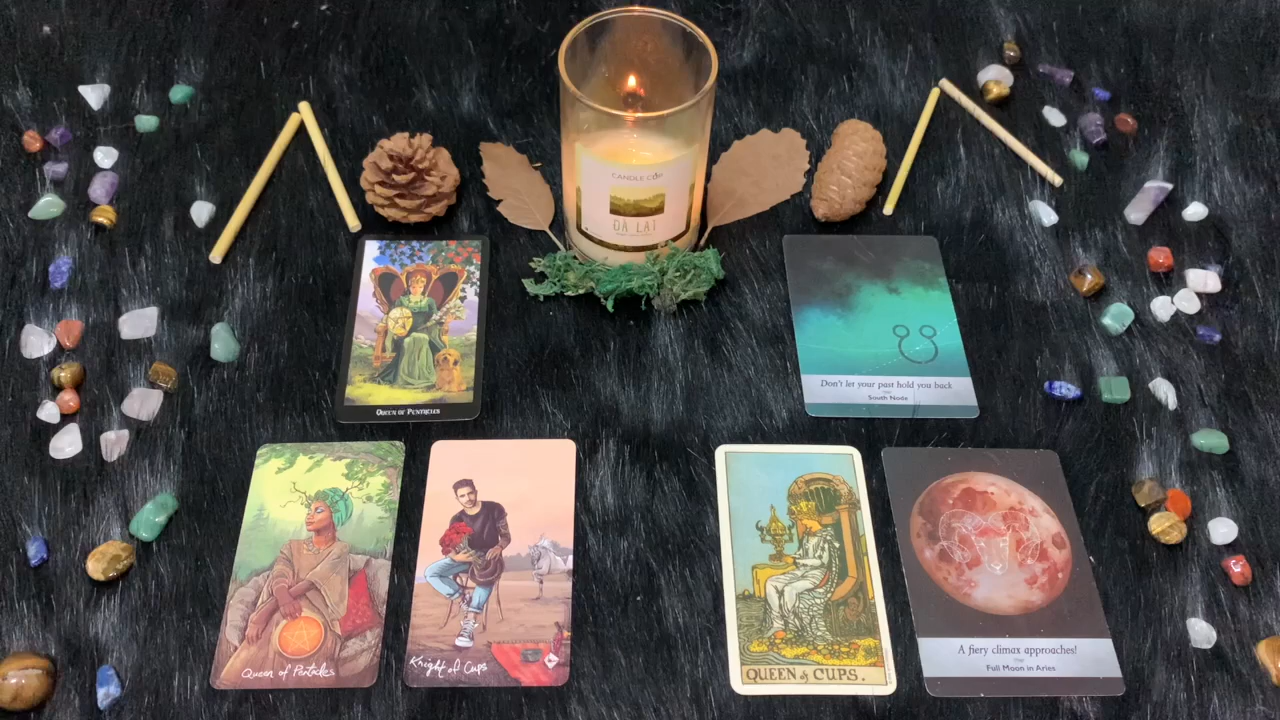 CANDLE CUP
ĐÀ LẠT
QUEEN OF PENTACLES
Don't let your past hold you back
South Node
Queen of Pentacles
Knight of Cups
QUEEN of CUPS.
A fiery climax approaches!
Full Moon in Aries